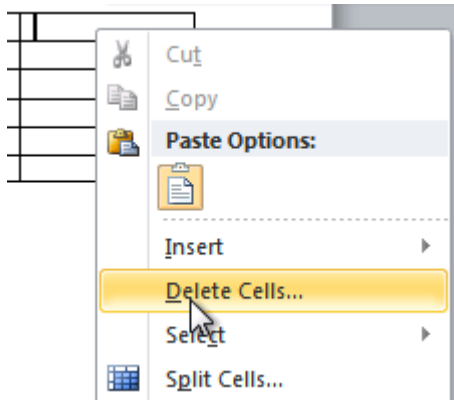 Cut
Copy
Paste Options:
Insert
Delete Cells...
Select
Split Cells...